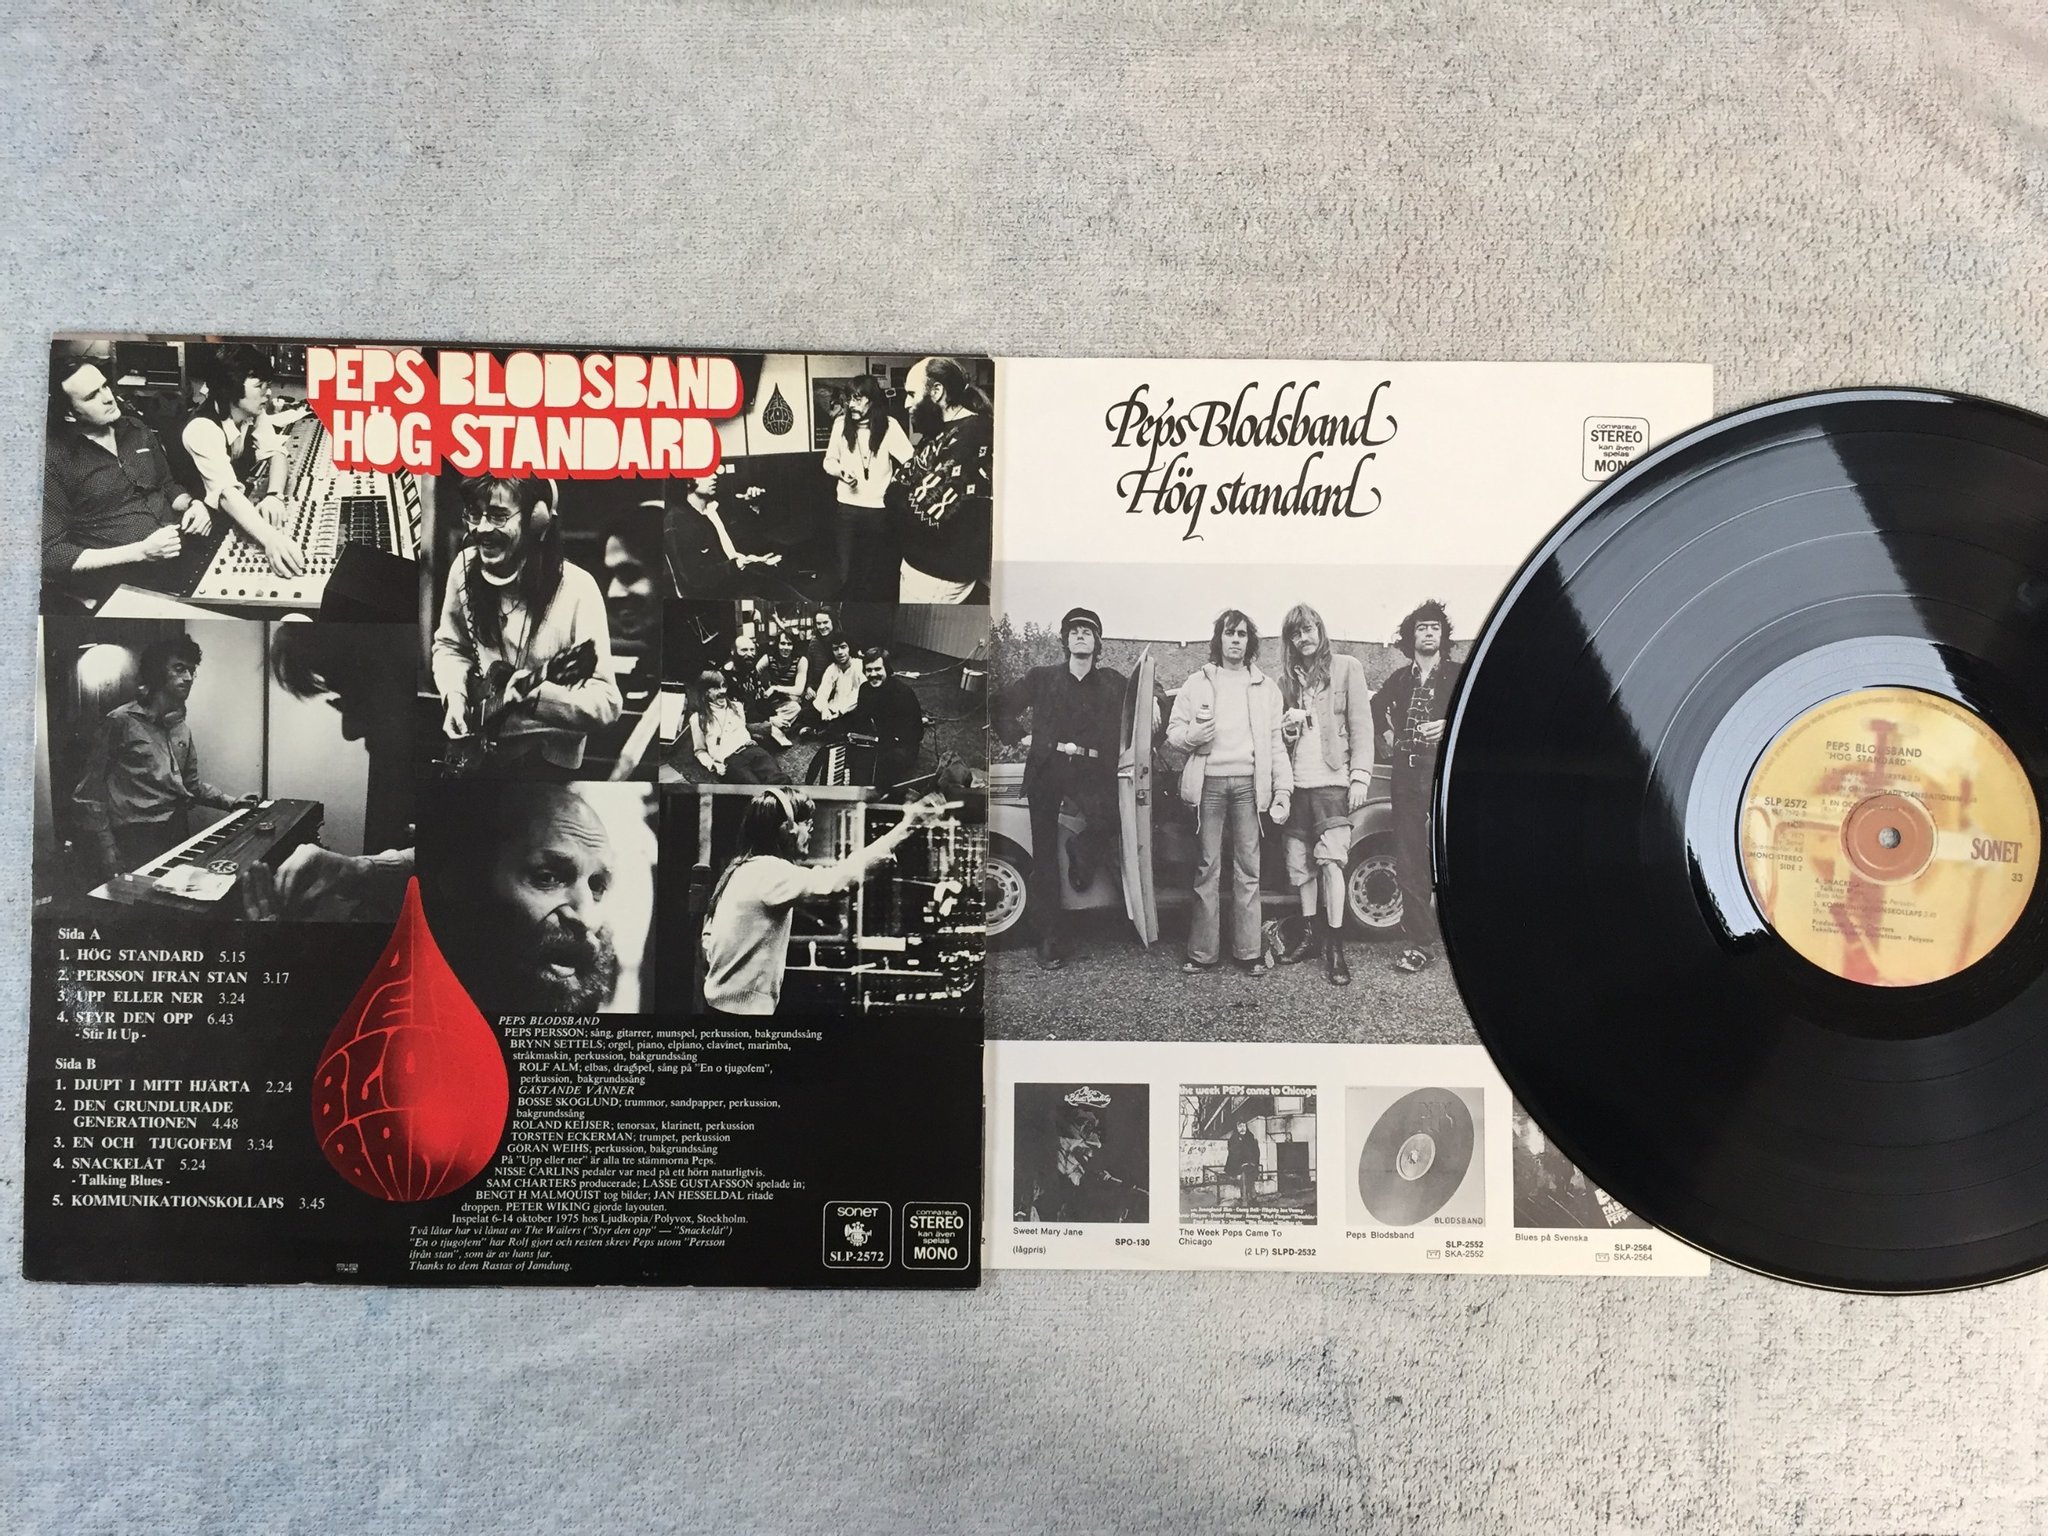 PEPS BLODSBAND
HÖG STANDARD
Sida A
1. HÖG STANDARD 5.15
2. PERSSON IFRÅN STAN 3.17
3. UPP ELLER NER 3.24
4. STYR DEN OPP 6.43
- Stir It Up -
Sida B
1. DJUPT I MITT HJÄRTA 2.24
2. DEN GRUNDLURADE
GENERATIONEN 4.48
3. EN OCH TJUGOFEM 3.34
4. SNACKELÅT 5.24
- Talking Blues -
5. KOMMUNIKATIONSKOLLAPS 3.45
PEPS BLODSBAND
PEPS PERSSON; sång, gitarrer, munspel, perkussion, bakgrundssång
BRYNN SETTELS; orgel, piano, elpiano, clavinet, marimba,
stråkmaskin, perkussion, bakgrundssång
ROLF ALM; elbas, dragspel, sång på "En o tjugofem",
perkussion, bakgrundssång
GÄSTANDE VÄNNER
BOSSE SKOGLUND; trummor, sandpapper, perkussion,
bakgrundssång
ROLAND KEIJSER; tenorsax, klarinett, perkussion
TORSTEN ECKERMAN; trumpet, perkussion
GÖRAN WEIHS; perkussion, bakgrundssång
På "Upp eller ner" är alla tre stämmorna Peps.
NISSE CARLINS pedaler var med på ett hörn naturligtvis.
SAM CHARTERS producerade; LASSE GUSTAFSSON spelade in;
BENGT H MALMQUIST tog bilder; JAN HESSELDAL ritade
droppen. PETER WIKING gjorde layouten.
Inspelat 6-14 oktober 1975 hos Ljudkopia/Polyvox, Stockholm.
Två låtar har vi lånat av The Wailers ("Styr den opp" — "Snackelåt")
"En o tjugofem" har Rolf gjort och resten skrev Peps utom "Persson
ifrån stan", som är av hans far.
Thanks to dem Rastas of Jamdung.
sonet
SLP-2572
COMPATIBLE
STEREO
kan även
spelas
MONO
Peps Blodsband
Hög standard
COMPATIBLE
STEREO
kan även
spelas
MONO
the week PEPS came to Chicago
PEPS
BLODSBAND
Sweet Mary Jane
(lågpris) SPO-130
The Week Peps Came To
Chicago (2 LP) SLPD-2532
Peps Blodsband SLP-2552
SKA-2552
Blues på Svenska SLP-2564
SKA-2564
PEPS BLODSBAND
"HÖG STANDARD"
SLP 2572
MONO-STEREO
SIDE 2
SONET
33